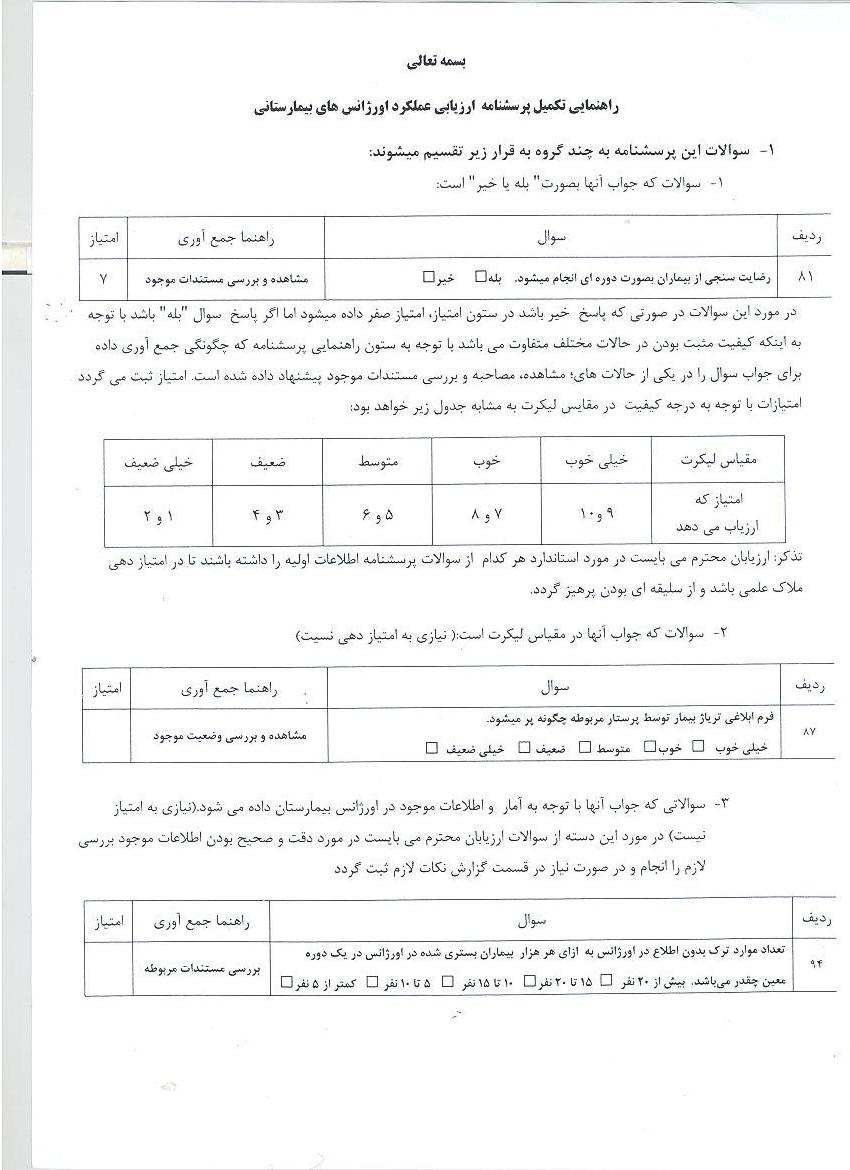 بسمه تعالی
راهنمایی تکمیل پرسشنامه ارزیابی عملکرد اورژانس های بیمارستانی
۱- سوالات این پرسشنامه به چند گروه به قرار زیر تقسیم میشوند:
۱- سوالات که جواب آنها بصورت" بله یا خیر" است:
ردیف سوال راهنما جمع آوری امتیاز
۸۱ رضایت سنجی از بیماران بصورت دوره ای انجام میشود. بله□ خیر□ مشاهده و بررسی مستندات موجود ۷
در مورد این سوالات در صورتی که پاسخ خیر باشد در ستون امتیاز، امتیاز صفر داده میشود اما اگر پاسخ سوال "بله" باشد با توجه
به اینکه کیفیت مثبت بودن در حالات مختلف متفاوت می باشد با توجه به ستون راهنمایی پرسشنامه که چگونگی جمع آوری داده
برای جواب سوال را در یکی از حالات های؛ مشاهده، مصاحبه و بررسی مستندات موجود پیشنهاد داده شده است. امتیاز ثبت می گردد
امتیازات با توجه به درجه کیفیت در مقایس لیکرت به مشابه جدول زیر خواهد بود:
مقیاس لیکرت خیلی خوب خوب متوسط ضعیف خیلی ضعیف
امتیاز که
ارزیاب می دهد ۹ و۱۰ ۷ و ۸ ۵ و ۶ ۳ و ۴ ۱ و ۲
تذکر: ارزیابان محترم می بایست در مورد استاندارد هر کدام از سوالات پرسشنامه اطلاعات اولیه را داشته باشند تا در امتیاز دهی
ملاک علمی باشد و از سلیقه ای بودن پرهیز گردد.
۲- سوالات که جواب آنها در مقیاس لیکرت است:( نیازی به امتیاز دهی نسیت)
ردیف سوال راهنما جمع آوری امتیاز
۸۷ فرم ابلاغی تریاژ بیمار توسط پرستار مربوطه چگونه پر میشود. مشاهده و بررسی وضعیت موجود
خیلی خوب □ خوب□ متوسط □ ضعیف □ خیلی ضعیف □
۳- سوالاتی که جواب آنها با توجه به آمار و اطلاعات موجود در اورژانس بیمارستان داده می شود.(نیازی به امتیاز
نیست) در مورد این دسته از سوالات ارزیابان محترم می بایست در مورد دقت و صحیح بودن اطلاعات موجود بررسی
لازم را انجام و در صورت نیاز در قسمت گزارش نکات لازم ثبت گردد
ردیف سوال راهنما جمع آوری امتیاز
۹۴ تعداد موارد ترک بدون اطلاع در اورژانس به ازای هر هزار بیماران بستری شده در اورژانس در یک دوره بررسی مستندات مربوطه
معین چقدر می‌باشد. بیش از ۲۰ نفر □ ۱۵ تا ۲۰ نفر□ ۱۰ تا ۱۵ نفر □ ۵ تا ۱۰ نفر □ کمتر از ۵ نفر□